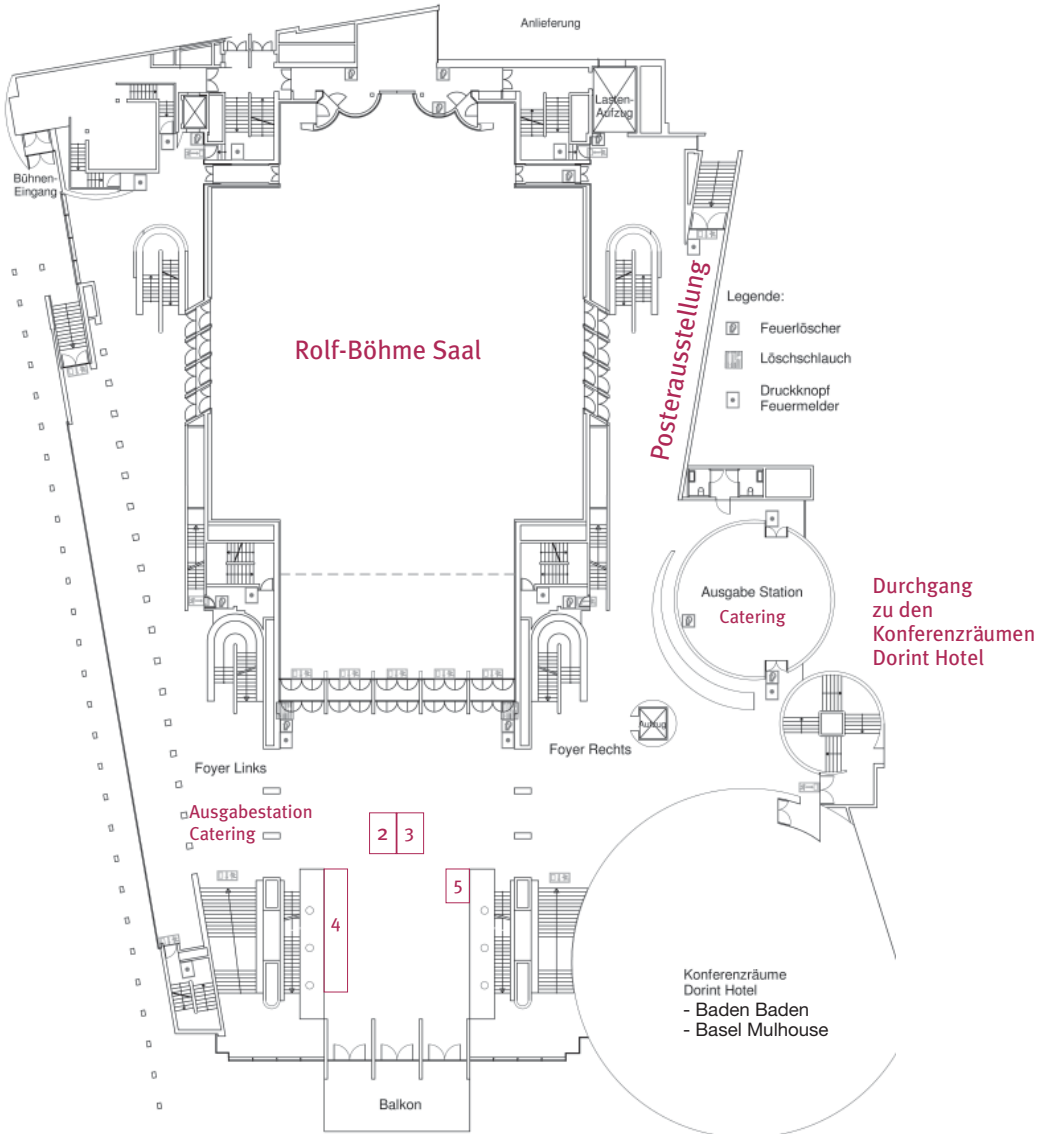 Anlieferung
Lasten-
Aufzug
Bühnen-
Eingang
Posterausstellung
Legende:
Feuerlöscher
Löschschlauch
Druckknopf
Feuermelder
Rolf-Böhme Saal
Ausgabe Station
Catering
Durchgang
zu den
Konferenzräumen
Dorint Hotel
Aufzug
Foyer Rechts
Foyer Links
Ausgabestation
Catering
2
3
5
4
Konferenzräume
Dorint Hotel
- Baden Baden
- Basel Mulhouse
Balkon